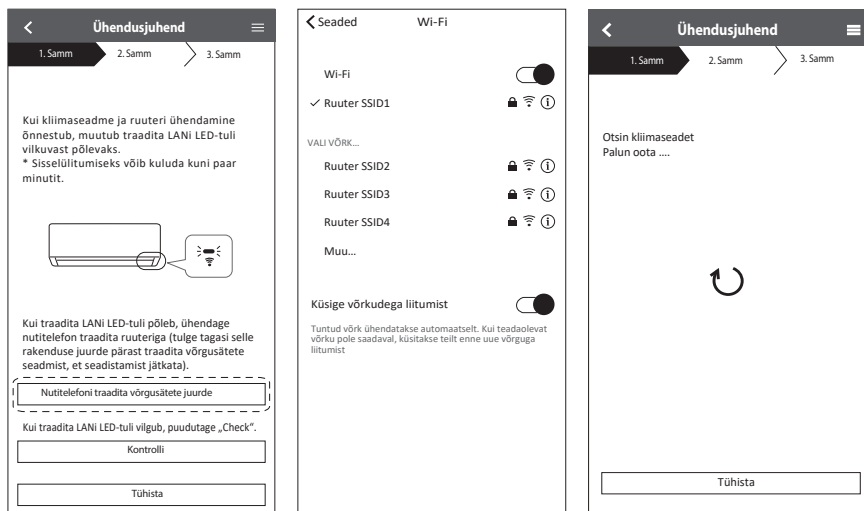 Ühendusjuhend
1. Samm
2. Samm
3. Samm
Kui kliimaseadme ja ruuteri ühendamine
õnnestub, muutub traadita LANi LED-tuli
vilkuvast põlevaks.
* Sisselülitumiseks võib kuluda kuni paar
minutit.
Kui traadita LANi LED-tuli põleb, ühendage
nutitelefon traadita ruuteriga (tulge tagasi selle
rakenduse juurde pärast traadita võrgusätete
seadmist, et seadistamist jätkata).
Nutitelefoni traadita võrgusätete juurde
Kui traadita LANi LED-tuli vilgub, puudutage „Check“.
Kontrolli
Tühista
Seaded
Wi-Fi
Wi-Fi
Ruuter SSID1
VALI VÕRK...
Ruuter SSID2
Ruuter SSID3
Ruuter SSID4
Muu...
Küsige võrkudega liitumist
Tuntud võrk ühendatakse automaatselt. Kui teadaolevat
võrku pole saadaval, küsitakse teilt enne uue võrguga
liitumist
Ühendusjuhend
1. Samm
2. Samm
3. Samm
Otsin kliimaseadet
Palun oota ....
Tühista